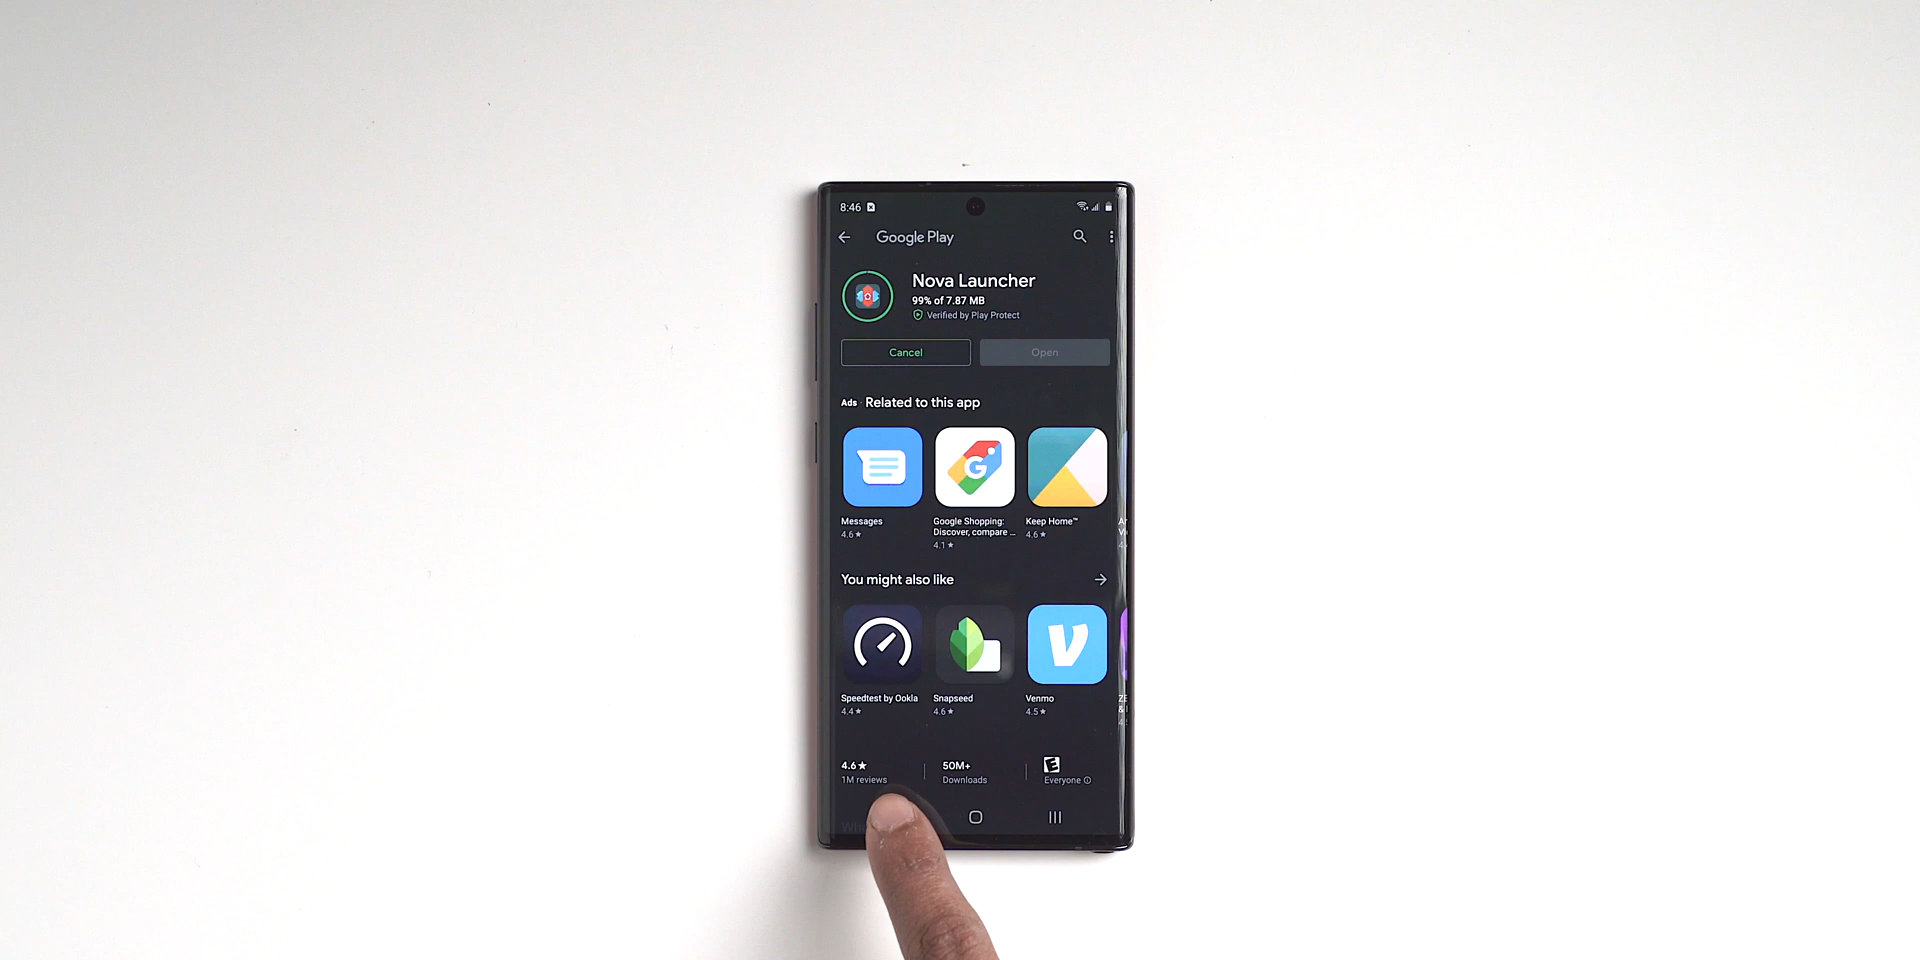 8:46
Google Play
Nova Launcher
99% of 7.87 MB
Verified by Play Protect
Cancel
Open
Ads · Related to this app
Messages
4.6★
Google Shopping:
Discover, compare ...
4.1★
Keep Home™
4.6★
You might also like
Speedtest by Ookla
4.4★
Snapseed
4.6★
Venmo
4.5★
4.6★
1M reviews
50M+
Downloads
E
Everyone